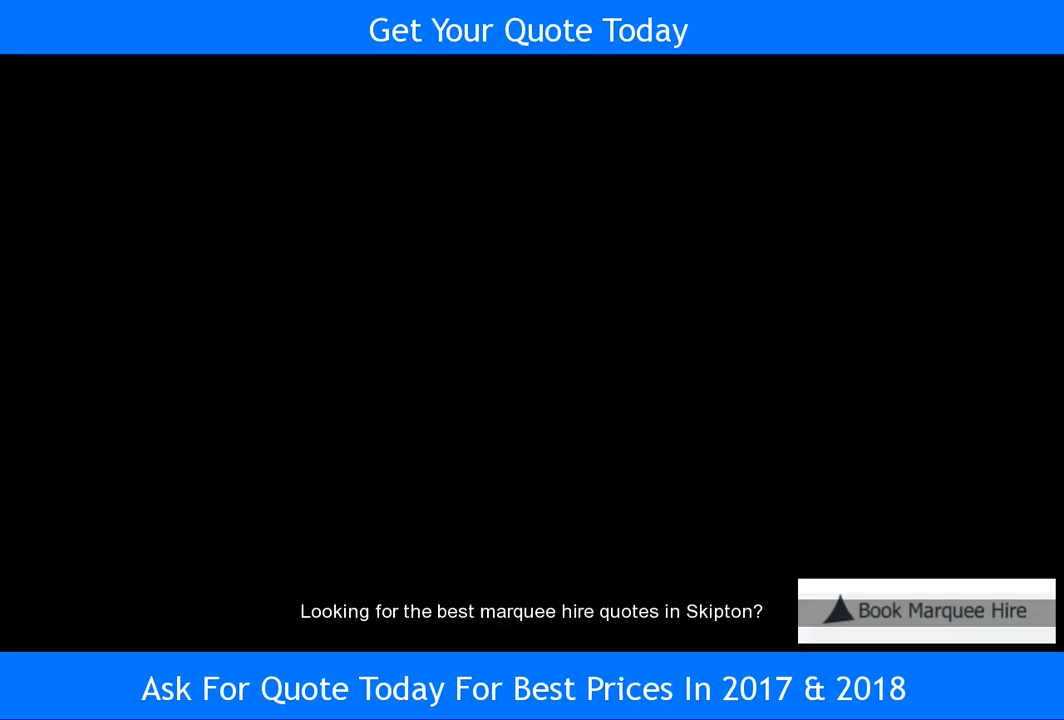 Get Your Quote Today
Looking for the best marquee hire quotes in Skipton?
Book Marquee Hire
Ask For Quote Today For Best Prices In 2017 & 2018